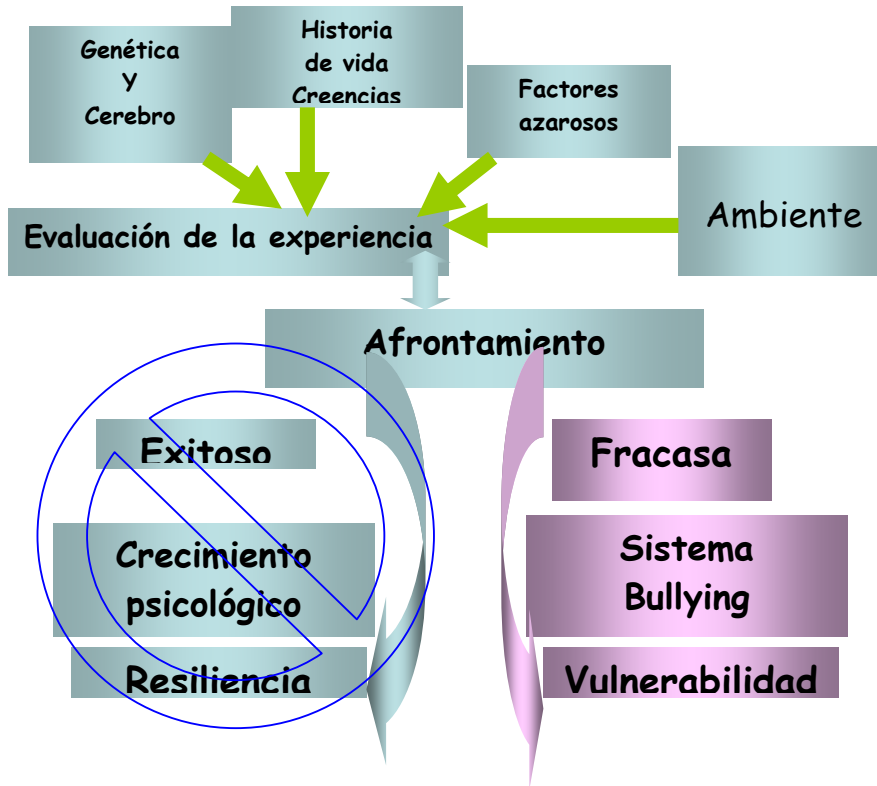 Genética
Y
Cerebro
Historia
de vida
Creencias
Factores
azarosos
Ambiente
Evaluación de la experiencia
Afrontamiento
Exitoso
Crecimiento
psicológico
Resiliencia
Fracasa
Sistema
Bullying
Vulnerabilidad